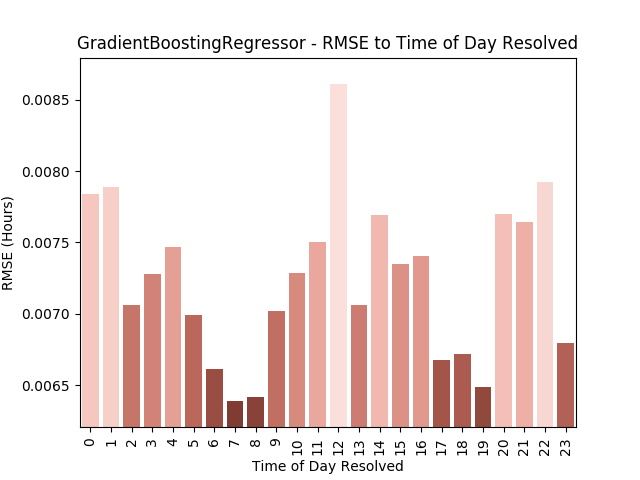 GradientBoostingRegressor - RMSE to Time of Day Resolved
RMSE (Hours)
0.0085
0.0080
0.0075
0.0070
0.0065
0 1 2 3 4 5 6 7 8 9 10 11 12 13 14 15 16 17 18 19 20 21 22 23
Time of Day Resolved